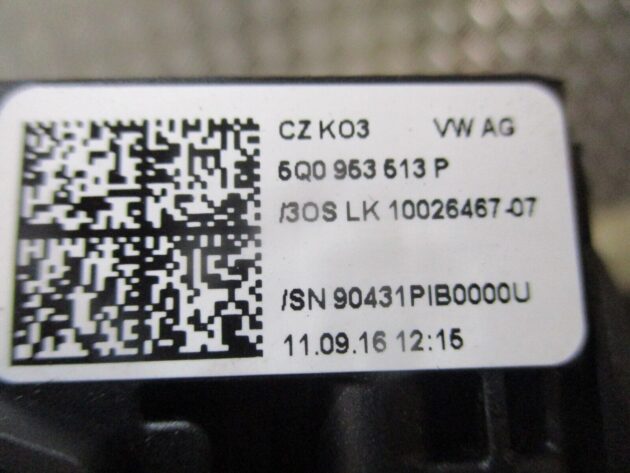 CZ KO3 VW AG
5Q0 953 513 P
/3OS LK 10026467-07
/SN 90431PIB0000U
11.09.16 12:15